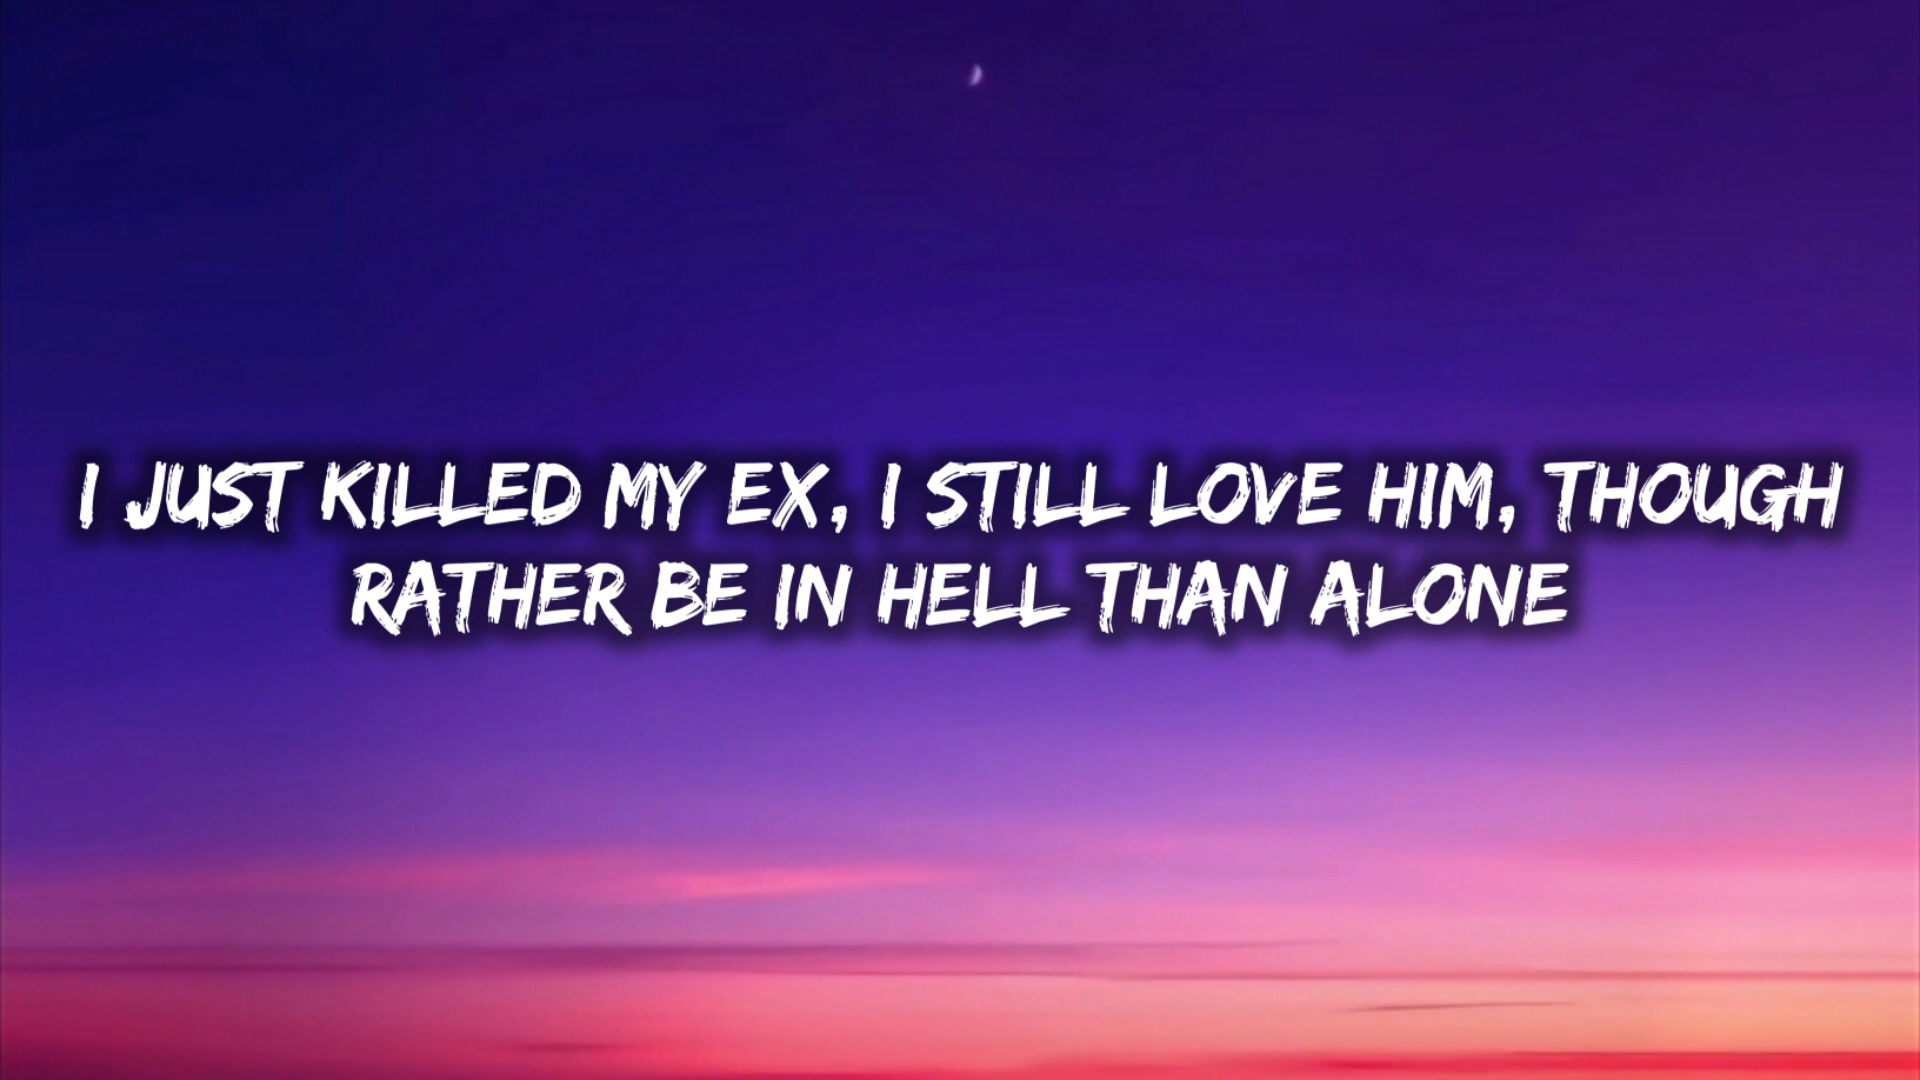 I JUST KILLED MY EX, I STILL LOVE HIM, THOUGH
RATHER BE IN HELL THAN ALONE